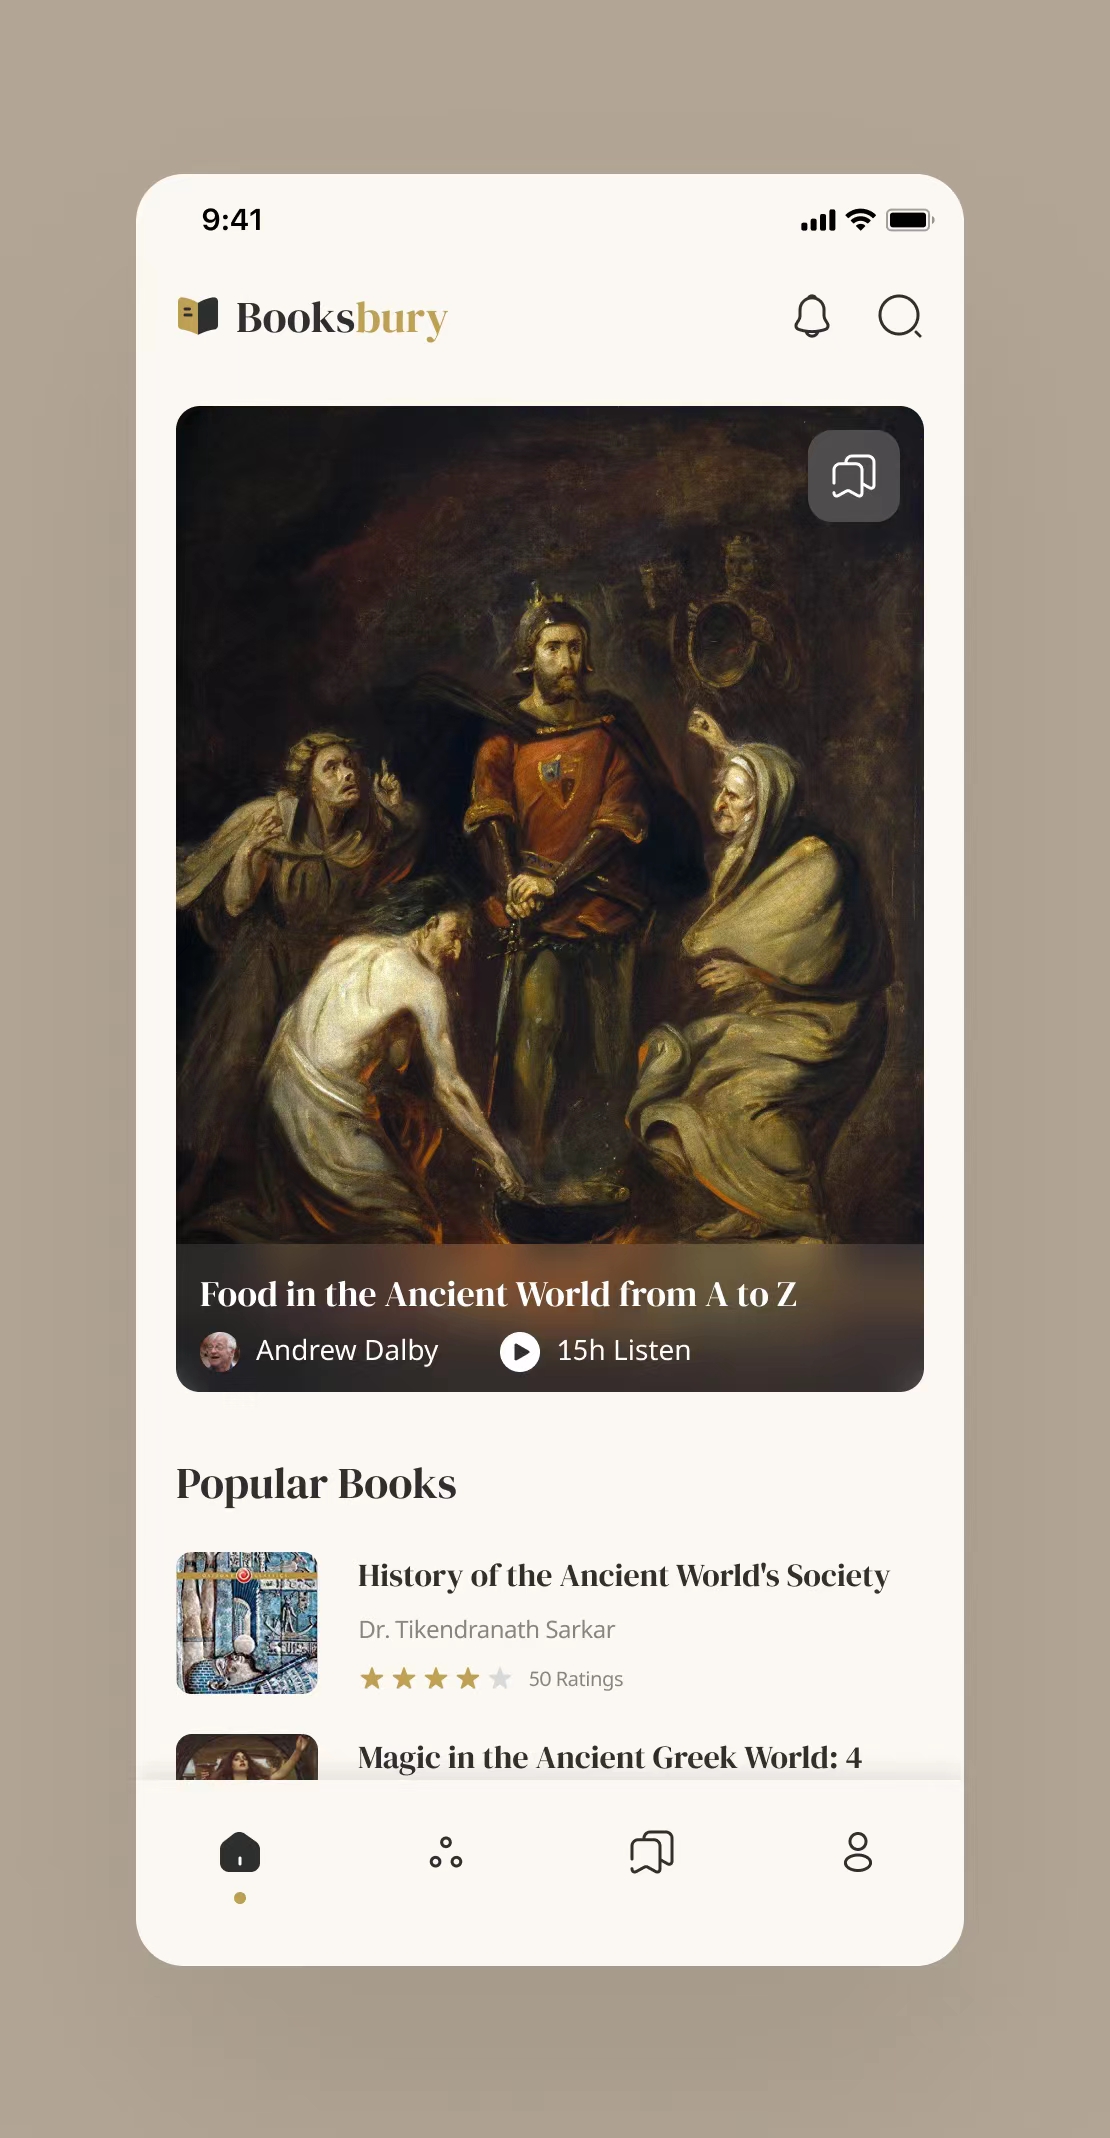 9:41
Booksbury
Food in the Ancient World from A to Z
Andrew Dalby 15h Listen
Popular Books
History of the Ancient World's Society
Dr. Tikendranath Sarkar
50 Ratings
Magic in the Ancient Greek World: 4